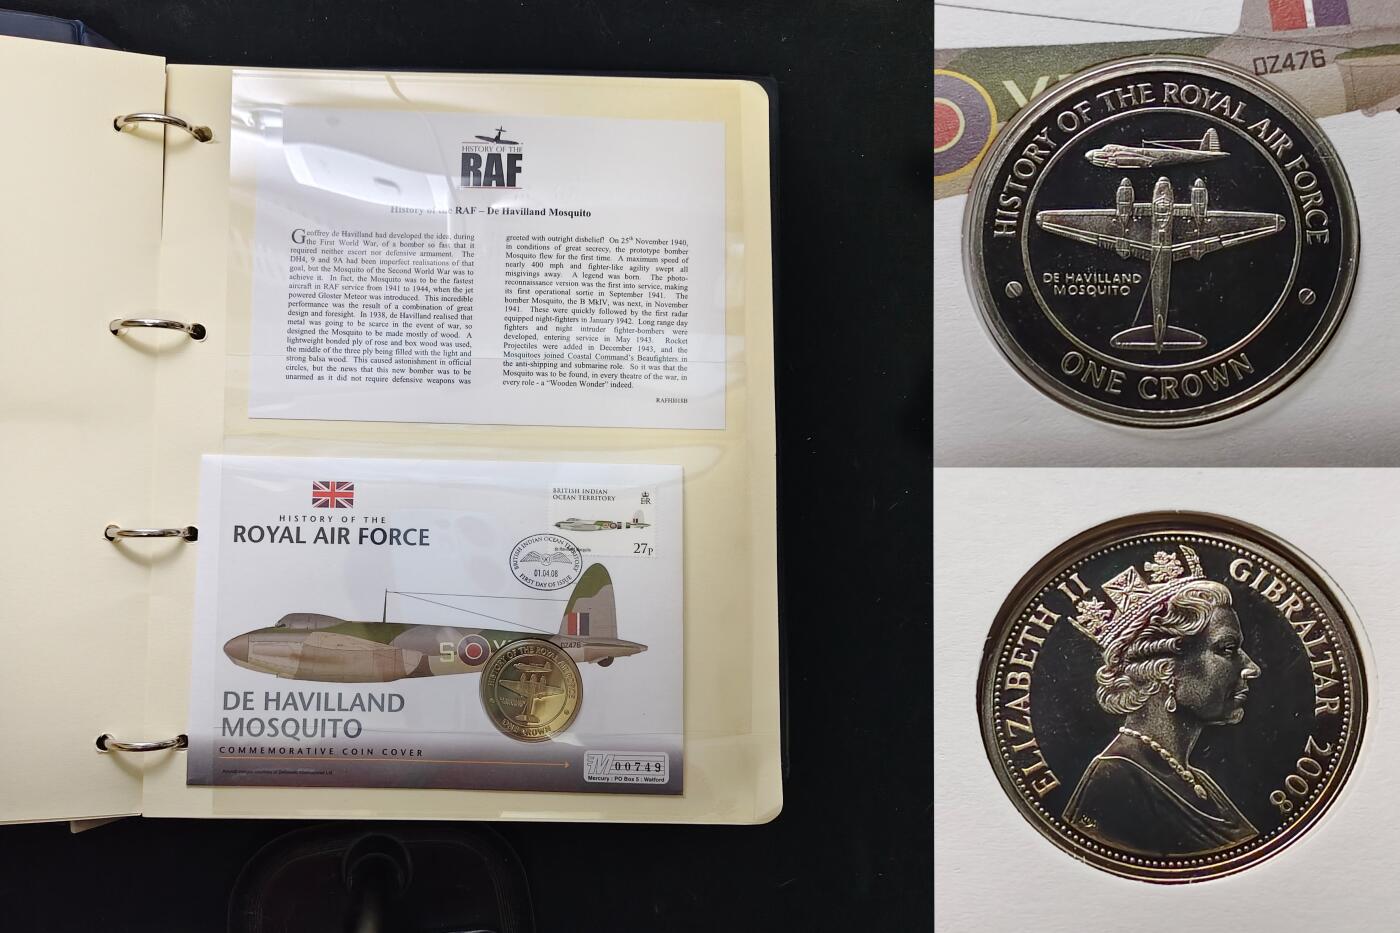 HISTORY OF THE
RAF
History of the RAF – De Havilland Mosquito
Geoffrey de Havilland had developed the idea, during
the First World War, of a bomber so fast that it
required neither escort nor defensive armament. The
DH4, 9 and 9A had been imperfect realisations of that
goal, but the Mosquito of the Second World War was to
achieve it. In fact, the Mosquito was to be the fastest
aircraft in RAF service from 1941 to 1944, when the jet
powered Gloster Meteor was introduced. This incredible
performance was the result of a combination of great
design and foresight. In 1938, de Havilland realised that
metal was going to be scarce in the event of war, so
designed the Mosquito to be made mostly of wood. A
lightweight bonded ply of rose and box wood was used,
the middle of the three ply being filled with the light and
strong balsa wood. This caused astonishment in official
circles, but the news that this new bomber was to be
unarmed as it did not require defensive weapons was
greeted with outright disbelief! On 25th November 1940,
in conditions of great secrecy, the prototype bomber
Mosquito flew for the first time. A maximum speed of
nearly 400 mph and fighter-like agility swept all
misgivings away. A legend was born. The photo-
reconnaissance version was the first into service, making
its first operational sortie in September 1941. The
bomber Mosquito, the B MkIV, was next, in November
1941. These were quickly followed by the first radar
equipped night-fighters in January 1942. Long range day
fighters and night intruder fighter-bombers were
developed, entering service in May 1943. Rocket
Projectiles were added in December 1943, and the
Mosquitoes joined Coastal Command's Beaufighters in
the anti-shipping and submarine role. So it was that the
Mosquito was to be found, in every theatre of the war, in
every role - a "Wooden Wonder" indeed.
RAFHI01SB
HISTORY OF THE
ROYAL AIR FORCE
BRITISH INDIAN
OCEAN TERRITORY
ER
de Havilland Mosquito
27p
BRITISH INDIAN OCEAN TERRITORY
01.04.08
FIRST DAY OF ISSUE
S
Y
DZ476
HISTORY OF THE ROYAL AIR FORCE
ONE CROWN
DE HAVILLAND
MOSQUITO
COMMEMORATIVE COIN COVER
M 00749
Mercury : PO Box 5 : Watford
DZ476
HISTORY OF THE ROYAL AIR FORCE
DE HAVILLAND
MOSQUITO
ONE CROWN
ELIZABETH II GIBRALTAR 2008